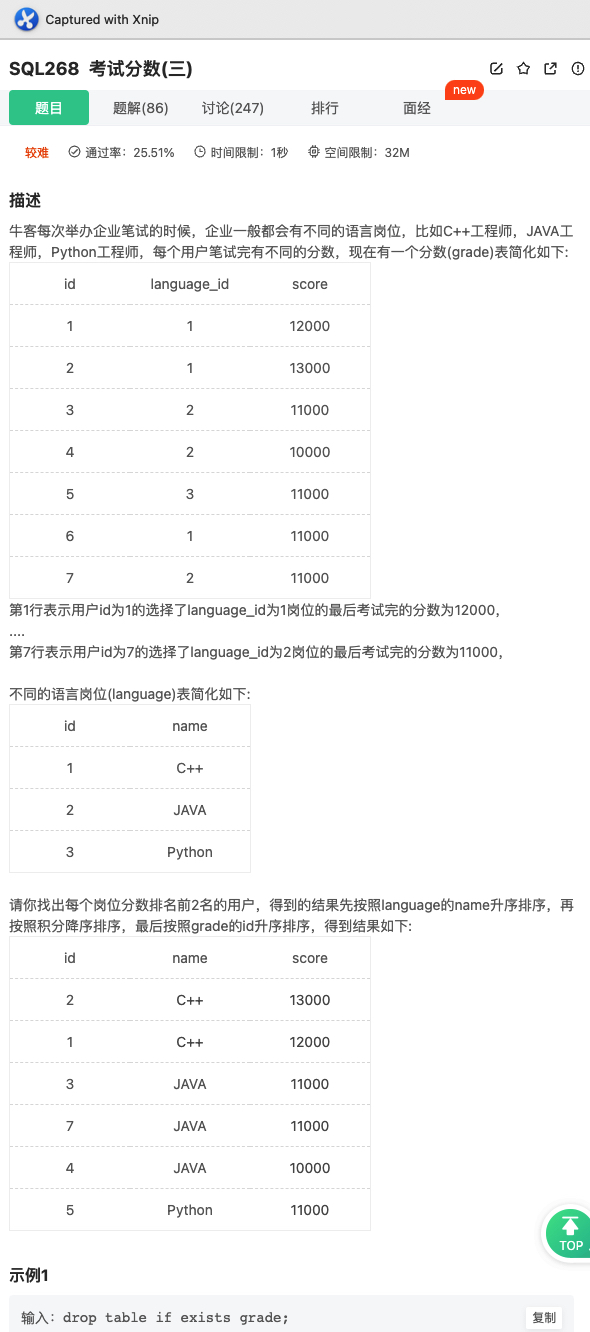 Captured with Xnip
SQL268 考试分数(三)
题目 题解(86) 讨论(247) 排行 面经 new
较难 通过率：25.51% 时间限制：1秒 空间限制：32M
描述
牛客每次举办企业笔试的时候，企业一般都会有不同的语言岗位，比如C++工程师，JAVA工
程师，Python工程师，每个用户笔试完有不同的分数，现在有一个分数(grade)表简化如下:
id language_id score
1 1 12000
2 1 13000
3 2 11000
4 2 10000
5 3 11000
6 1 11000
7 2 11000
第1行表示用户id为1的选择了language_id为1岗位的最后考试完的分数为12000，
....
第7行表示用户id为7的选择了language_id为2岗位的最后考试完的分数为11000，
不同的语言岗位(language)表简化如下:
id name
1 C++
2 JAVA
3 Python
请你找出每个岗位分数排名前2名的用户，得到的结果先按照language的name升序排序，再
按照积分降序排序，最后按照grade的id升序排序，得到结果如下:
id name score
2 C++ 13000
1 C++ 12000
3 JAVA 11000
7 JAVA 11000
4 JAVA 10000
5 Python 11000
TOP
示例1
输入：drop table if exists grade; 复制